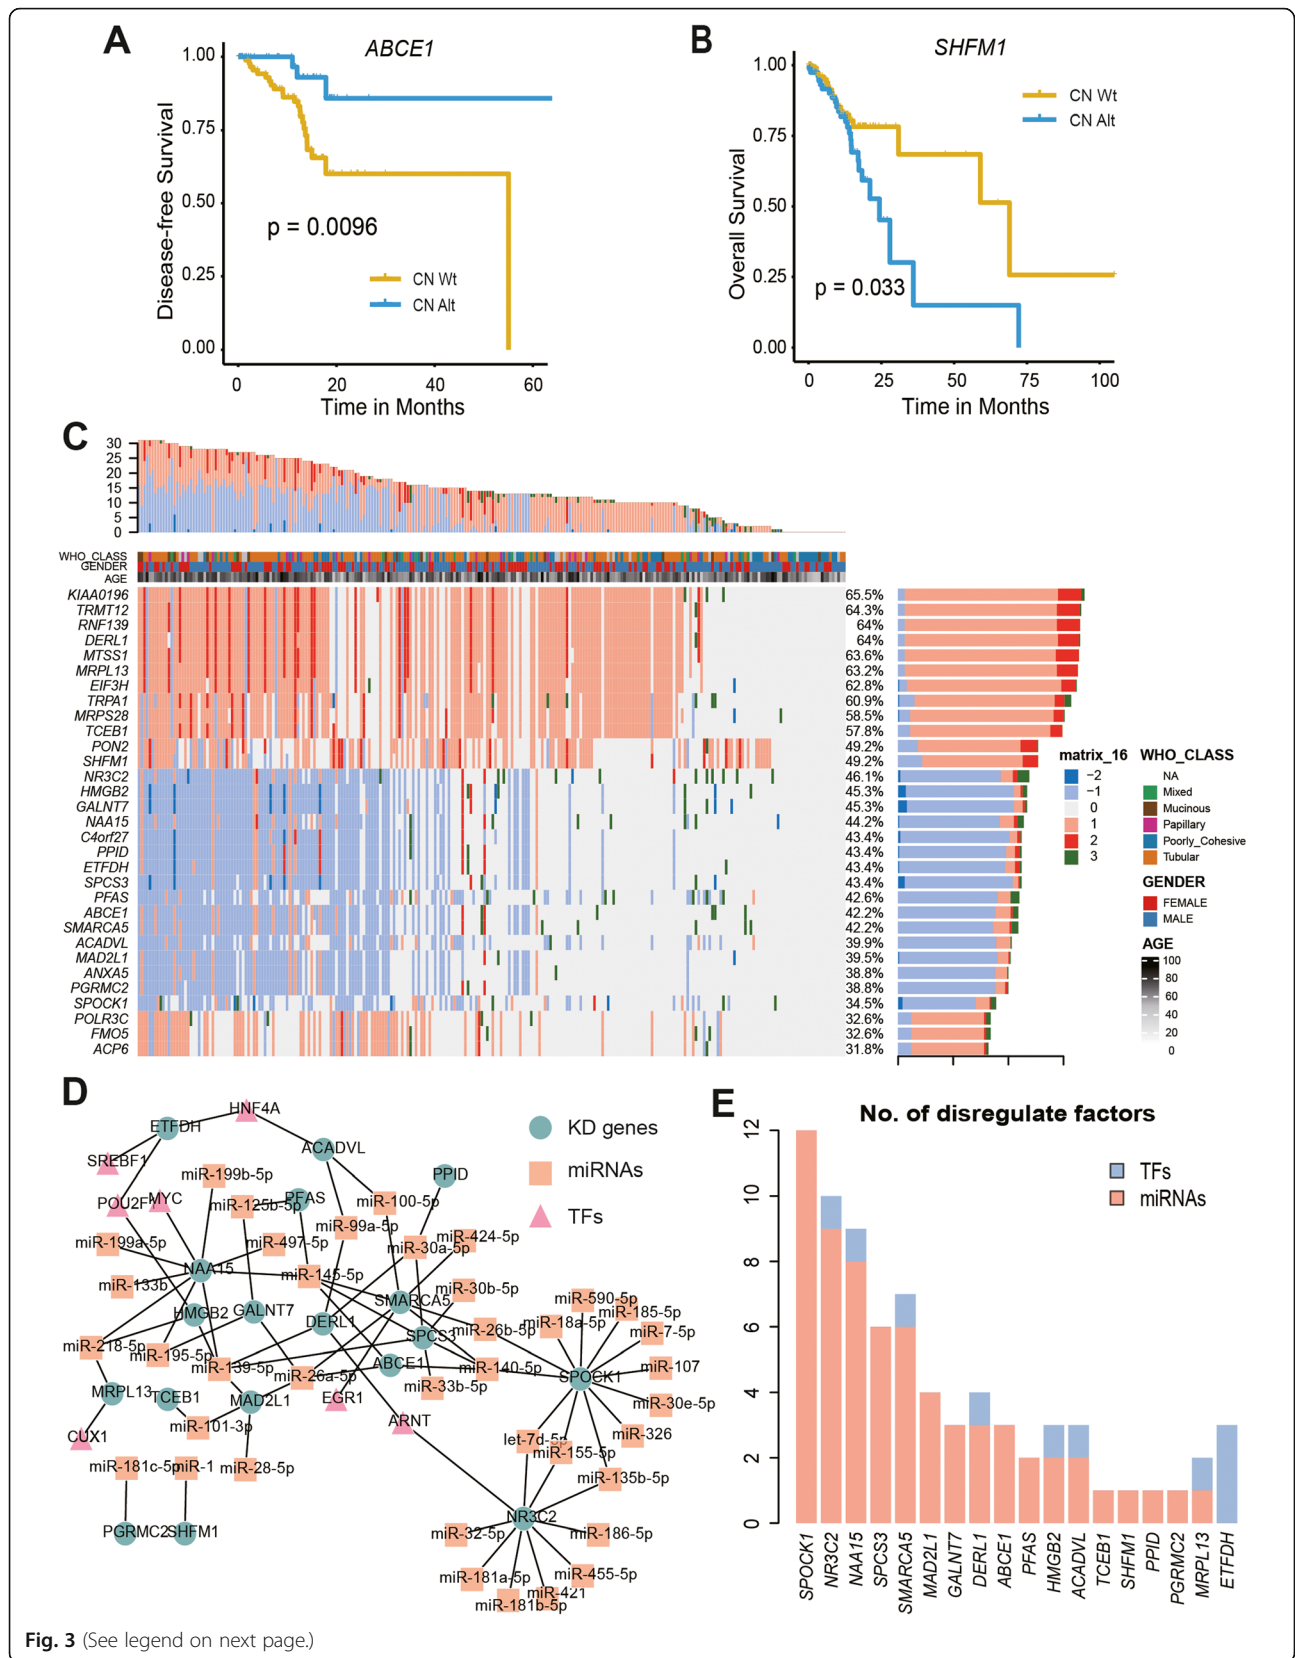 A
ABCE1
Disease-free Survival
1.00
0.75
0.50
0.25
0.00
p = 0.0096
CN Wt
CN Alt
0 20 40 60
Time in Months
B
SHFM1
Overall Survival
1.00
0.75
0.50
0.25
0.00
CN Wt
CN Alt
p = 0.033
0 25 50 75 100
Time in Months
C
30
25
20
15
10
5
0
WHO_CLASS
GENDER
AGE
KIAA0196 65.5%
TRMT12 64.3%
RNF139 64%
DERL1 64%
MTSS1 63.6%
MRPL13 63.2%
EIF3H 62.8%
TRPA1 60.9%
MRPS28 58.5%
TCEB1 57.8%
PON2 49.2%
SHFM1 49.2%
NR3C2 46.1%
HMGB2 45.3%
GALNT7 45.3%
NAA15 44.2%
C4orf27 43.4%
PPID 43.4%
ETFDH 43.4%
SPCS3 43.4%
PFAS 42.6%
ABCE1 42.2%
SMARCA5 42.2%
ACADVL 39.9%
MAD2L1 39.5%
ANXA5 38.8%
PGRMC2 38.8%
SPOCK1 34.5%
POLR3C 32.6%
FMO5 32.6%
ACP6 31.8%
matrix_16
−2
−1
0
1
2
3
WHO_CLASS
NA
Mixed
Mucinous
Papillary
Poorly_Cohesive
Tubular
GENDER
FEMALE
MALE
AGE
100
80
60
40
20
0
D
HNF4A
ETFDH
ACADVL
SREBF1
miR-199b-5p
PPID
POU2F1
MYC
miR-125b-5p
PFAS
miR-100-5p
miR-99a-5p
miR-199a-5p
miR-497-5p
miR-30a-5p
miR-424-5p
NAA15
miR-145-5p
miR-133b
miR-30b-5p
SMARCA5
miR-590-5p
HMGB2
GALNT7
DERL1
miR-185-5p
miR-26b-5p
miR-18a-5p
miR-7-5p
SPCS3
miR-218-5p
miR-195-5p
miR-139-5p
ABCE1
miR-140-5p
miR-107
miR-26a-5p
SPOCK1
miR-33b-5p
MRPL13
TCEB1
MAD2L1
EGR1
miR-30e-5p
miR-101-3p
ARNT
CUX1
miR-326
let-7d-5p
miR-155-5p
miR-181c-5p
miR-1
miR-28-5p
miR-135b-5p
PGRMC2
SHFM1
NR3C2
miR-32-5p
miR-186-5p
miR-181a-5p
miR-455-5p
miR-421
miR-181b-5p
KD genes
miRNAs
TFs
E
No. of disregulate factors
12
10
8
6
4
2
0
TFs
miRNAs
SPOCK1
NR3C2
NAA15
SPCS3
SMARCA5
MAD2L1
GALNT7
DERL1
ABCE1
PFAS
HMGB2
ACADVL
TCEB1
SHFM1
PPID
PGRMC2
MRPL13
ETFDH
Fig. 3 (See legend on next page.)